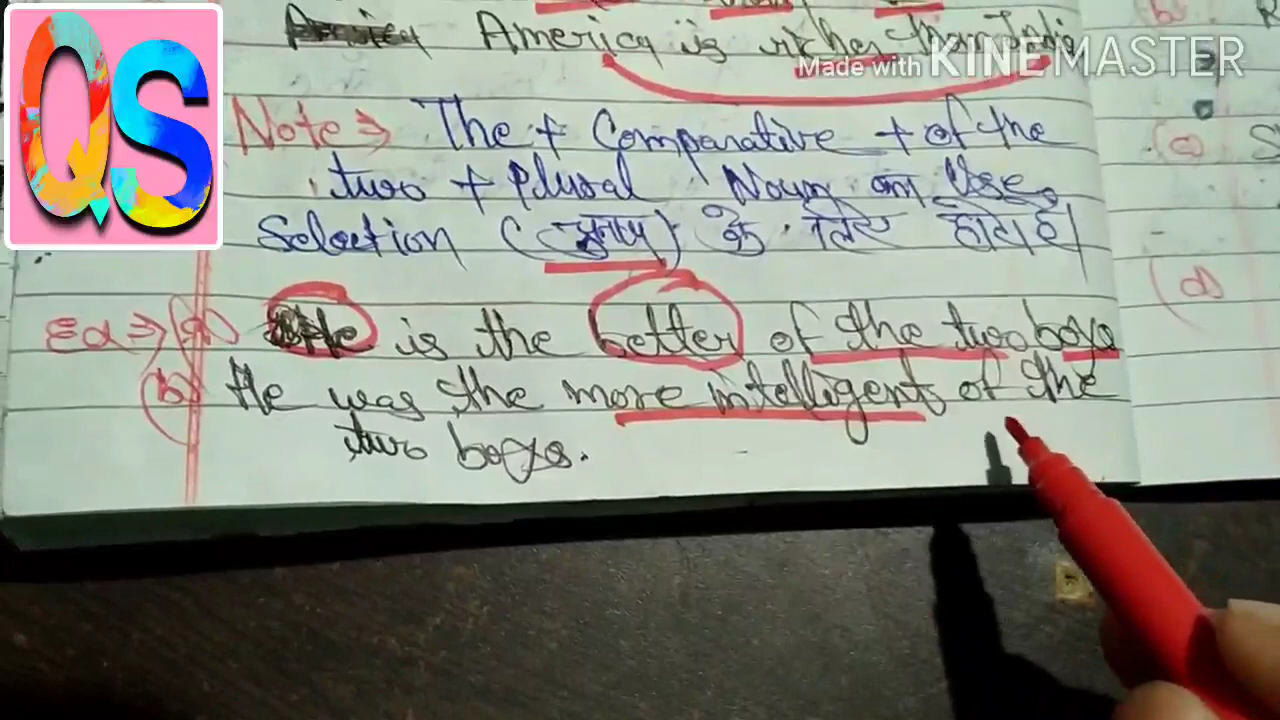 America is richer than India
Made with KINEMASTER
QS
Note ⇒ The + Comparative + of the
two + Plural Noun का Use
Selection (चुनाव) के लिए होता है।
Ex ⇒ (a) He is the better of the two boys
(b) He was the more intelligent of the
two boys.
(b)
(c) S
(d)